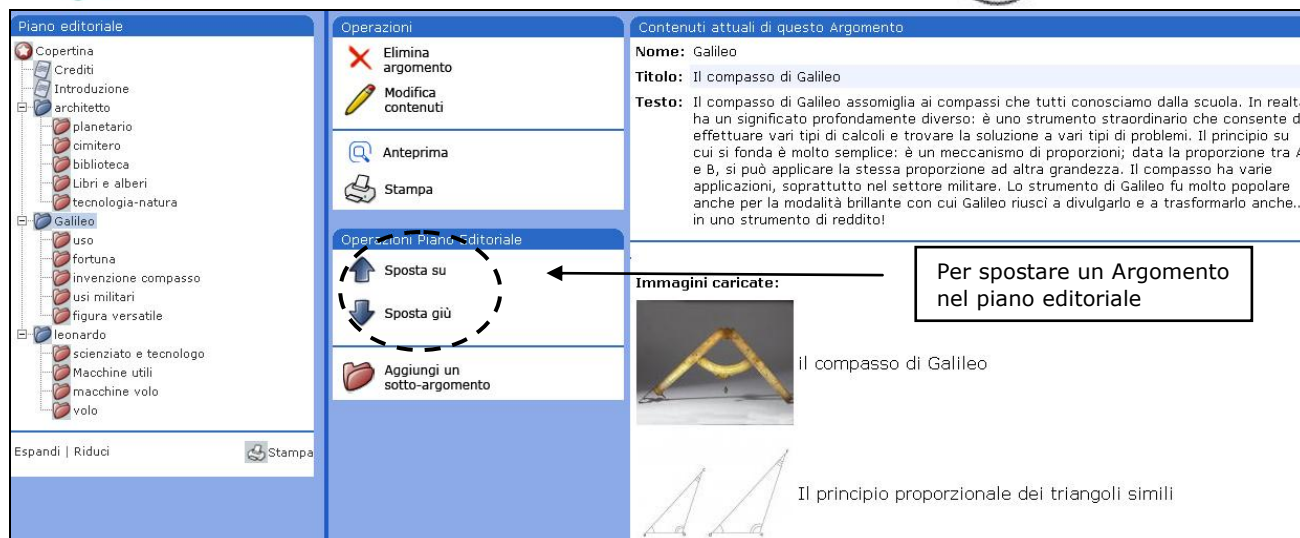 Piano editoriale
Copertina
Crediti
Introduzione
architetto
planetario
cimitero
biblioteca
Libri e alberi
tecnologia-natura
Galileo
uso
fortuna
invenzione compasso
usi militari
figura versatile
leonardo
scienziato e tecnologo
Macchine utili
macchine volo
volo
Espandi | Riduci
Stampa
Operazioni
Elimina
argomento
Modifica
contenuti
Anteprima
Stampa
Operazioni Piano Editoriale
Sposta su
Sposta giù
Aggiungi un
sotto-argomento
Contenuti attuali di questo Argomento
Nome: Galileo
Titolo: Il compasso di Galileo
Testo: Il compasso di Galileo assomiglia ai compassi che tutti conosciamo dalla scuola. In realt
ha un significato profondamente diverso: è uno strumento straordinario che consente d
effettuare vari tipi di calcoli e trovare la soluzione a vari tipi di problemi. Il principio su
cui si fonda è molto semplice: è un meccanismo di proporzioni; data la proporzione tra A
e B, si può applicare la stessa proporzione ad altra grandezza. Il compasso ha varie
applicazioni, soprattutto nel settore militare. Lo strumento di Galileo fu molto popolare
anche per la modalità brillante con cui Galileo riuscì a divulgarlo e a trasformarlo anche..
in uno strumento di reddito!
Per spostare un Argomento
nel piano editoriale
Immagini caricate:
il compasso di Galileo
Il principio proporzionale dei triangoli simili